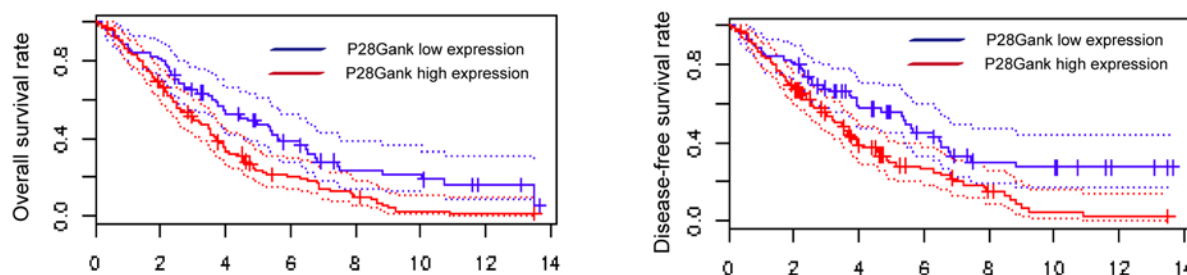 Overall survival rate
0.8
0.4
0.0
P28Gank low expression
P28Gank high expression
0 2 4 6 8 10 12 14
Disease-free survival rate
0.8
0.4
0.0
P28Gank low expression
P28Gank high expression
0 2 4 6 8 10 12 14